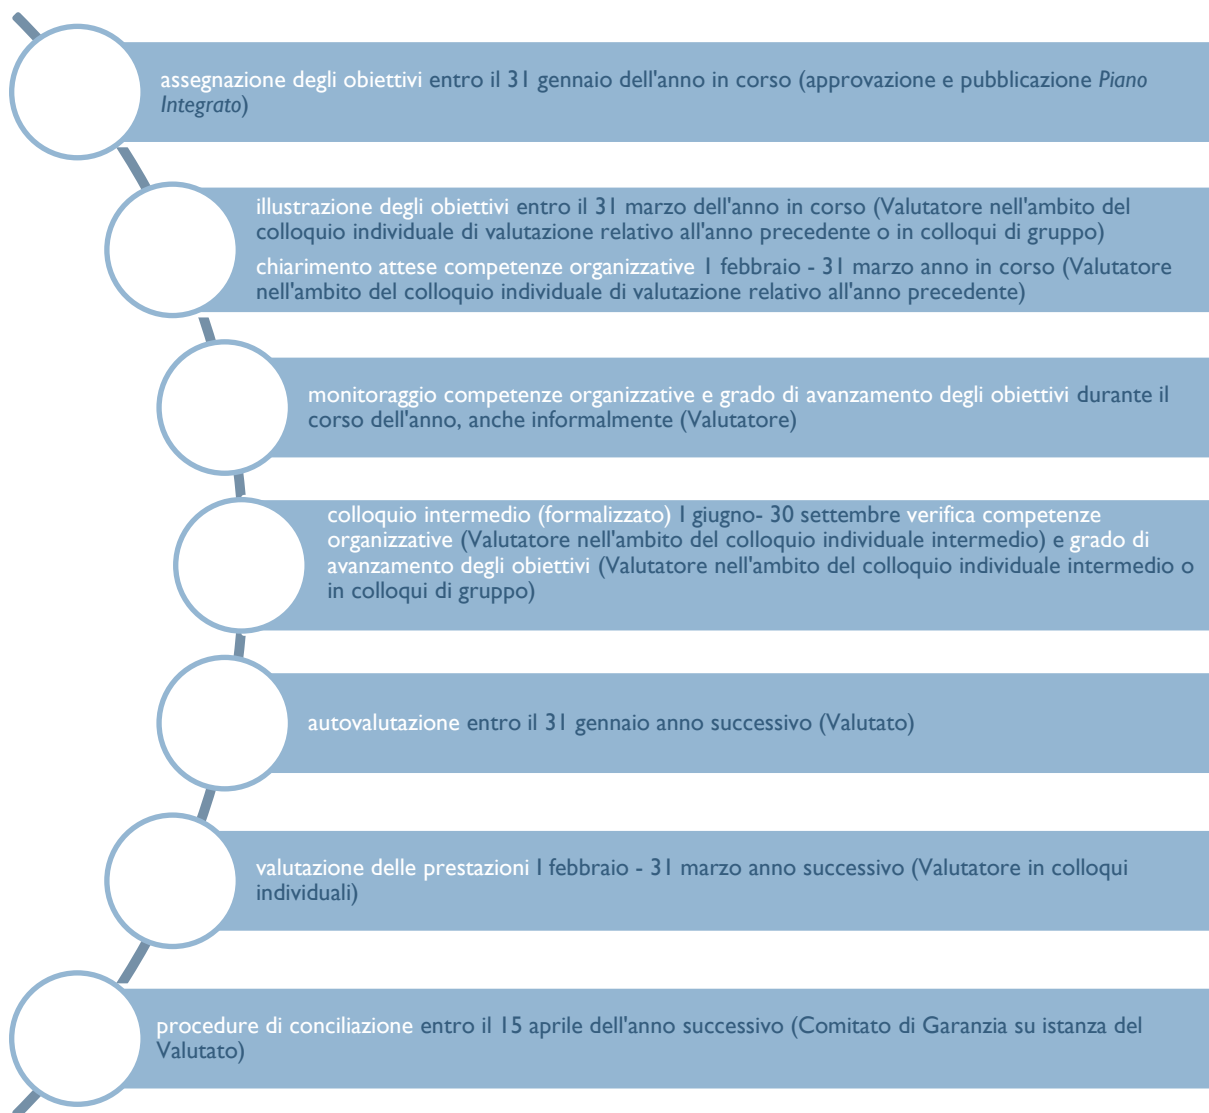 assegnazione degli obiettivi entro il 31 gennaio dell'anno in corso (approvazione e pubblicazione Piano
Integrato)
illustrazione degli obiettivi entro il 31 marzo dell'anno in corso (Valutatore nell'ambito del
colloquio individuale di valutazione relativo all'anno precedente o in colloqui di gruppo)
chiarimento attese competenze organizzative 1 febbraio - 31 marzo anno in corso (Valutatore
nell'ambito del colloquio individuale di valutazione relativo all'anno precedente)
monitoraggio competenze organizzative e grado di avanzamento degli obiettivi durante il
corso dell'anno, anche informalmente (Valutatore)
colloquio intermedio (formalizzato) 1 giugno- 30 settembre verifica competenze
organizzative (Valutatore nell'ambito del colloquio individuale intermedio) e grado di
avanzamento degli obiettivi (Valutatore nell'ambito del colloquio individuale intermedio o
in colloqui di gruppo)
autovalutazione entro il 31 gennaio anno successivo (Valutato)
valutazione delle prestazioni 1 febbraio - 31 marzo anno successivo (Valutatore in colloqui
individuali)
procedure di conciliazione entro il 15 aprile dell'anno successivo (Comitato di Garanzia su istanza del
Valutato)